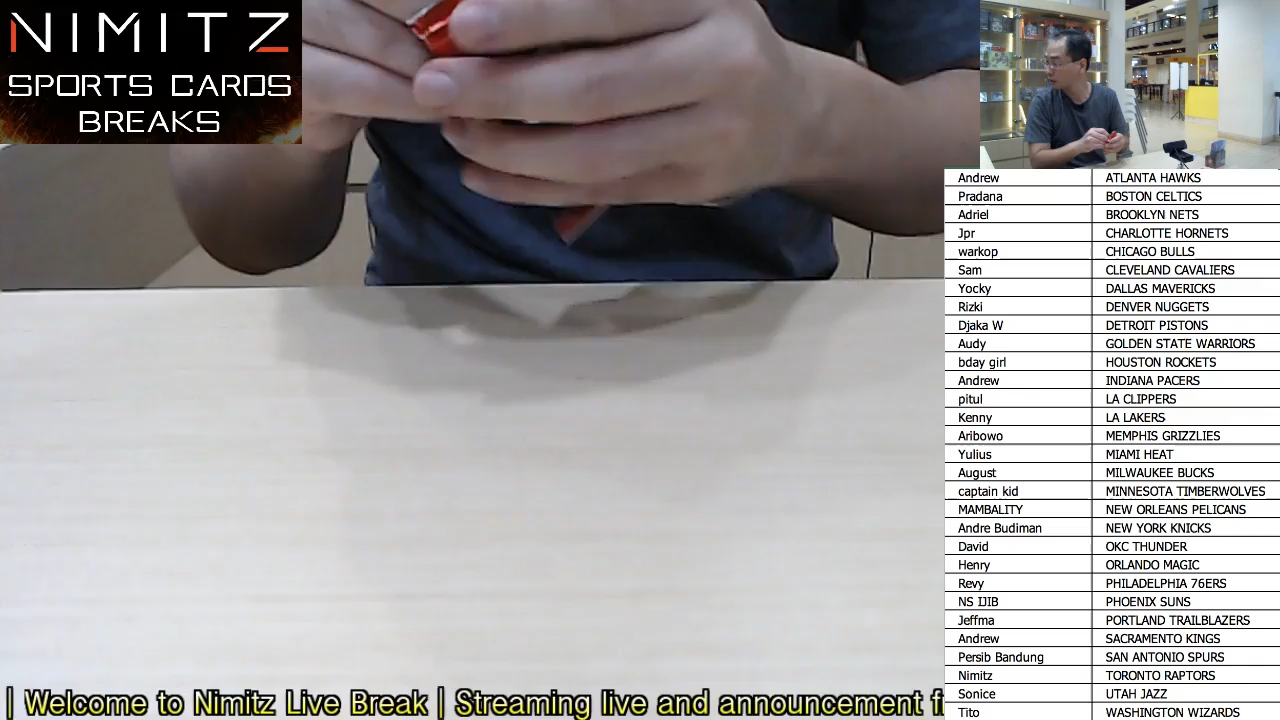 NIMITZ
SPORTS CARDS
BREAKS
Andrew ATLANTA HAWKS
Pradana BOSTON CELTICS
Adriel BROOKLYN NETS
Jpr CHARLOTTE HORNETS
warkop CHICAGO BULLS
Sam CLEVELAND CAVALIERS
Yocky DALLAS MAVERICKS
Rizki DENVER NUGGETS
Djaka W DETROIT PISTONS
Audy GOLDEN STATE WARRIORS
bday girl HOUSTON ROCKETS
Andrew INDIANA PACERS
pitul LA CLIPPERS
Kenny LA LAKERS
Aribowo MEMPHIS GRIZZLIES
Yulius MIAMI HEAT
August MILWAUKEE BUCKS
captain kid MINNESOTA TIMBERWOLVES
MAMBALITY NEW ORLEANS PELICANS
Andre Budiman NEW YORK KNICKS
David OKC THUNDER
Henry ORLANDO MAGIC
Revy PHILADELPHIA 76ERS
NS IJIB PHOENIX SUNS
Jeffma PORTLAND TRAILBLAZERS
Andrew SACRAMENTO KINGS
Persib Bandung SAN ANTONIO SPURS
Nimitz TORONTO RAPTORS
Sonice UTAH JAZZ
Tito WASHINGTON WIZARDS
| Welcome to Nimitz Live Break | Streaming live and announcement f